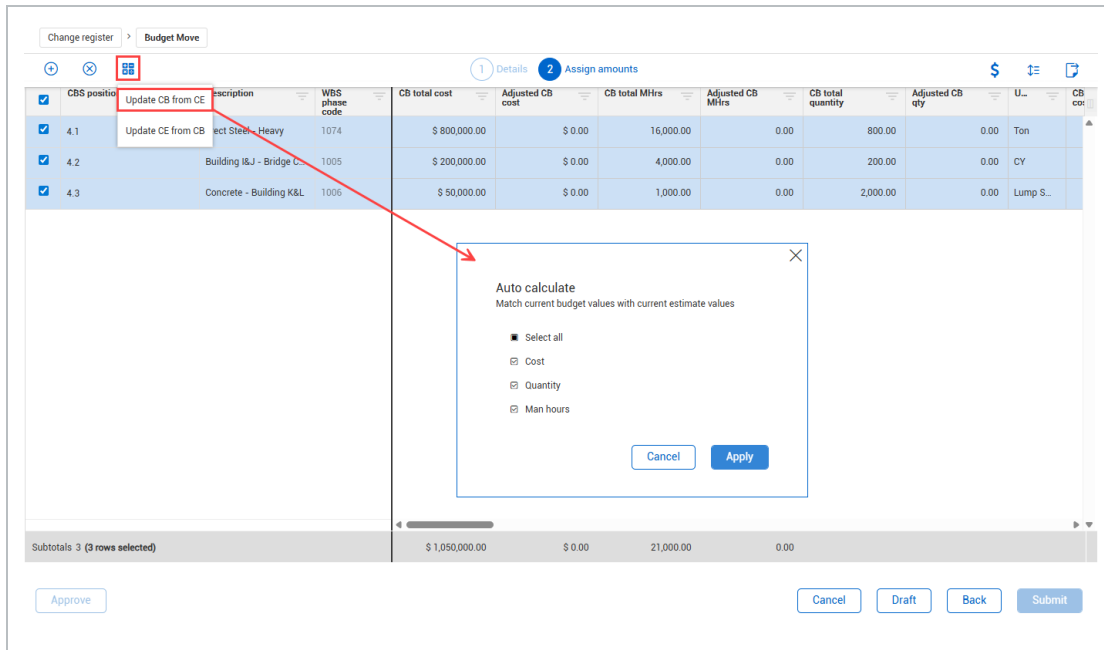 Change register > Budget Move
1 Details 2 Assign amounts $
CBS position Description WBS phase code CB total cost Adjusted CB cost CB total MHrs Adjusted CB MHrs CB total quantity Adjusted CB qty U... CB
Update CB from CE
Update CE from CB
4.1 Steel - Heavy 1074 $ 800,000.00 $ 0.00 16,000.00 0.00 800.00 0.00 Ton
4.2 Building I&J - Bridge C... 1005 $ 200,000.00 $ 0.00 4,000.00 0.00 200.00 0.00 CY
4.3 Concrete - Building K&L 1006 $ 50,000.00 $ 0.00 1,000.00 0.00 2,000.00 0.00 Lump S...
Auto calculate
Match current budget values with current estimate values
Select all
Cost
Quantity
Man hours
Cancel Apply
Subtotals 3 (3 rows selected) $ 1,050,000.00 $ 0.00 21,000.00 0.00
Approve Cancel Draft Back Submit